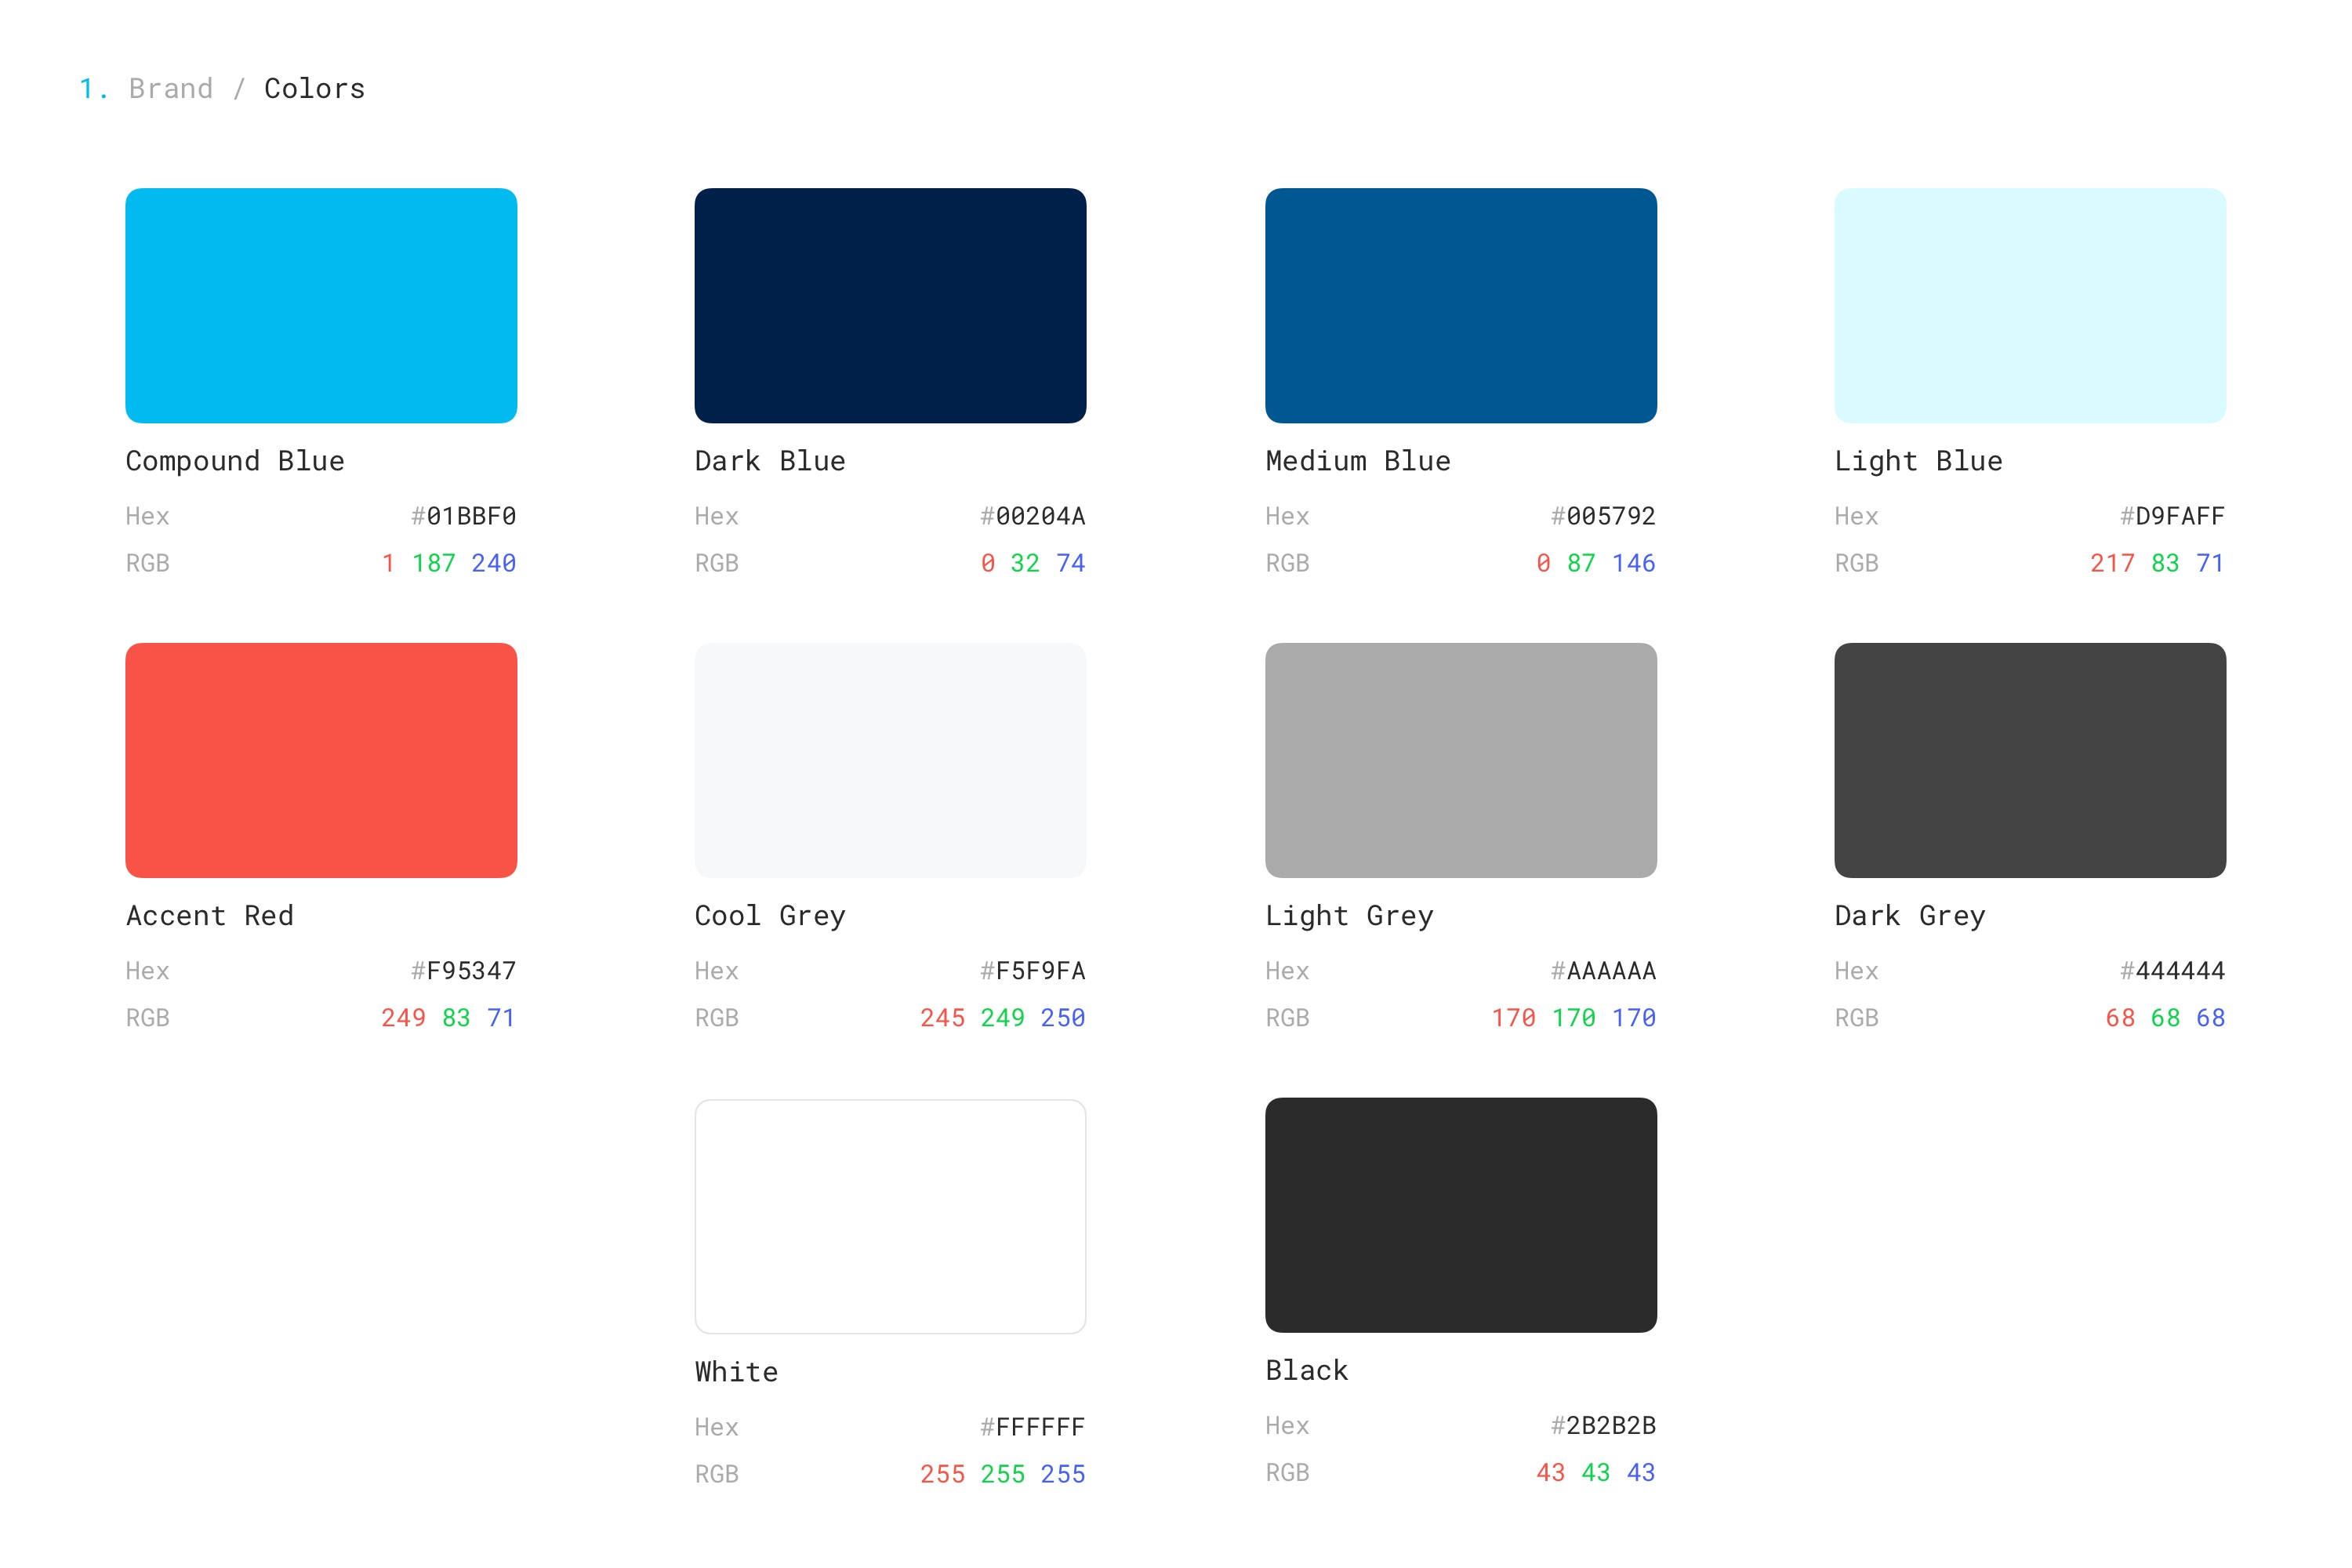 1. Brand / Colors
Compound Blue
Hex #01BBF0
RGB 1 187 240
Dark Blue
Hex #00204A
RGB 0 32 74
Medium Blue
Hex #005792
RGB 0 87 146
Light Blue
Hex #D9FAFF
RGB 217 83 71
Accent Red
Hex #F95347
RGB 249 83 71
Cool Grey
Hex #F5F9FA
RGB 245 249 250
Light Grey
Hex #AAAAAA
RGB 170 170 170
Dark Grey
Hex #444444
RGB 68 68 68
White
Hex #FFFFFF
RGB 255 255 255
Black
Hex #2B2B2B
RGB 43 43 43